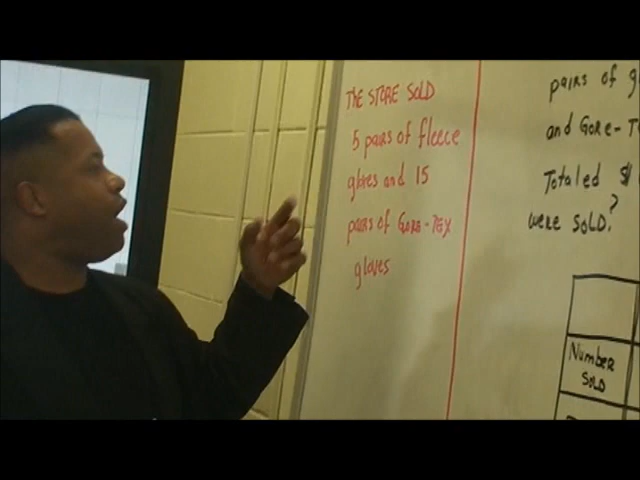 THE STORE SOLD
5 pairs of fleece
gloves and 15
pairs of GORE-TEX
gloves
pairs of g
and GORE-T
Totaled $1
were SOLD.?
Number
SOLD